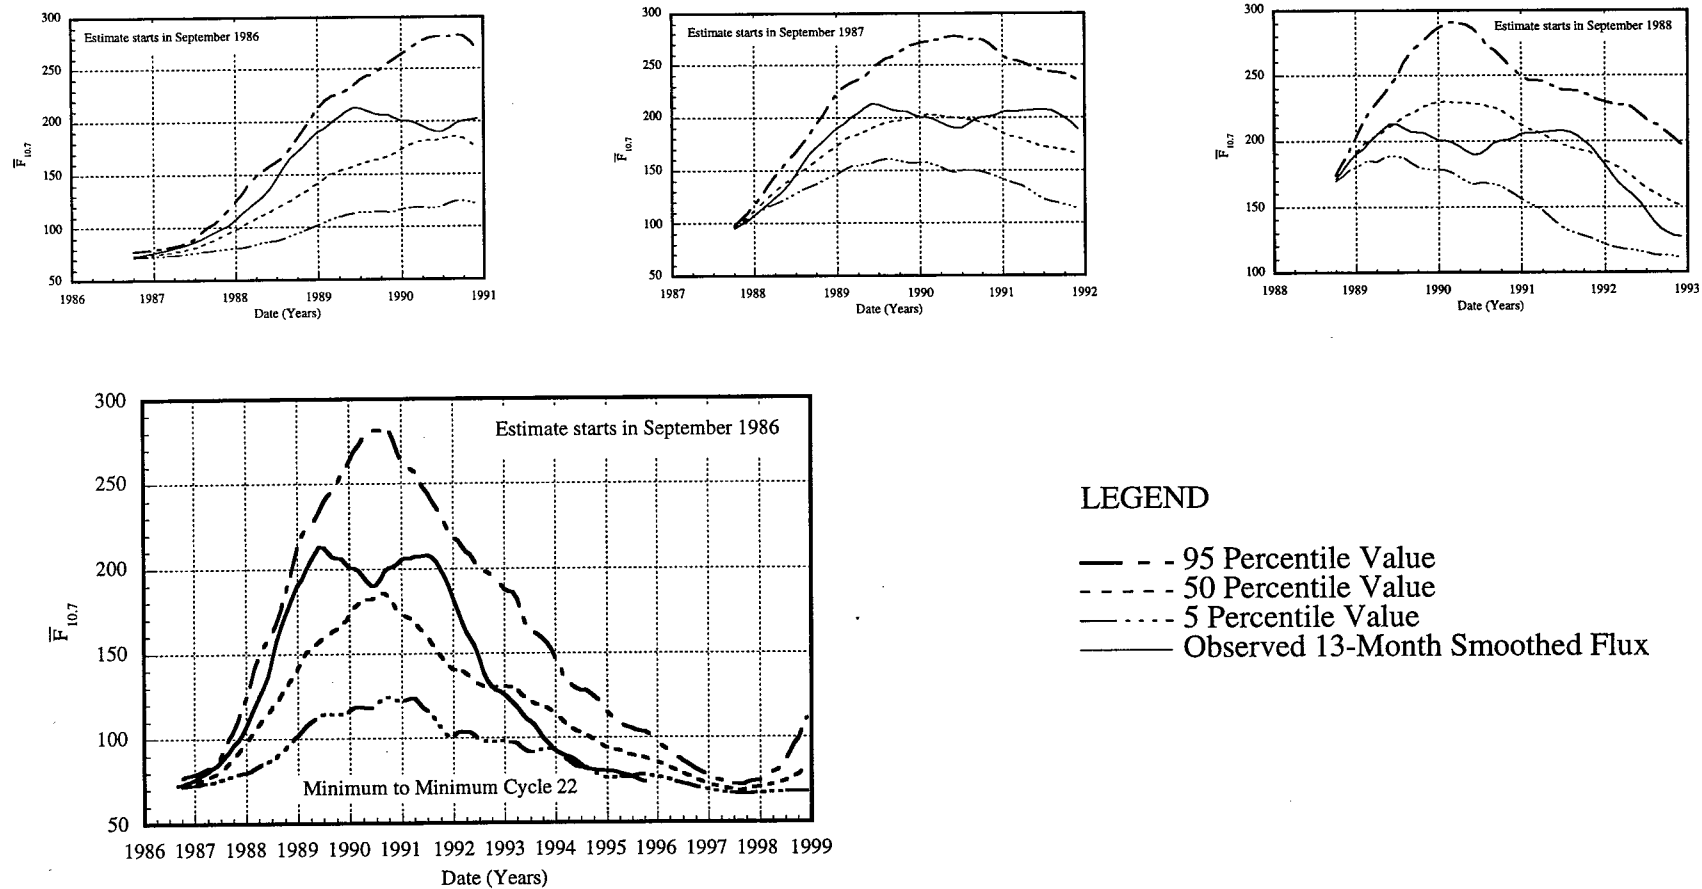 300
250
200
150
100
50
F̅10.7
Estimate starts in September 1986
1986 1987 1988 1989 1990 1991
Date (Years)
300
250
200
150
100
50
F̅10.7
Estimate starts in September 1987
1987 1988 1989 1990 1991 1992
Date (Years)
300
250
200
150
100
F̅10.7
Estimate starts in September 1988
1988 1989 1990 1991 1992 1993
Date (Years)
300
250
200
150
100
50
F̅10.7
Estimate starts in September 1986
Minimum to Minimum Cycle 22
1986 1987 1988 1989 1990 1991 1992 1993 1994 1995 1996 1997 1998 1999
Date (Years)
LEGEND
95 Percentile Value
50 Percentile Value
5 Percentile Value
Observed 13-Month Smoothed Flux